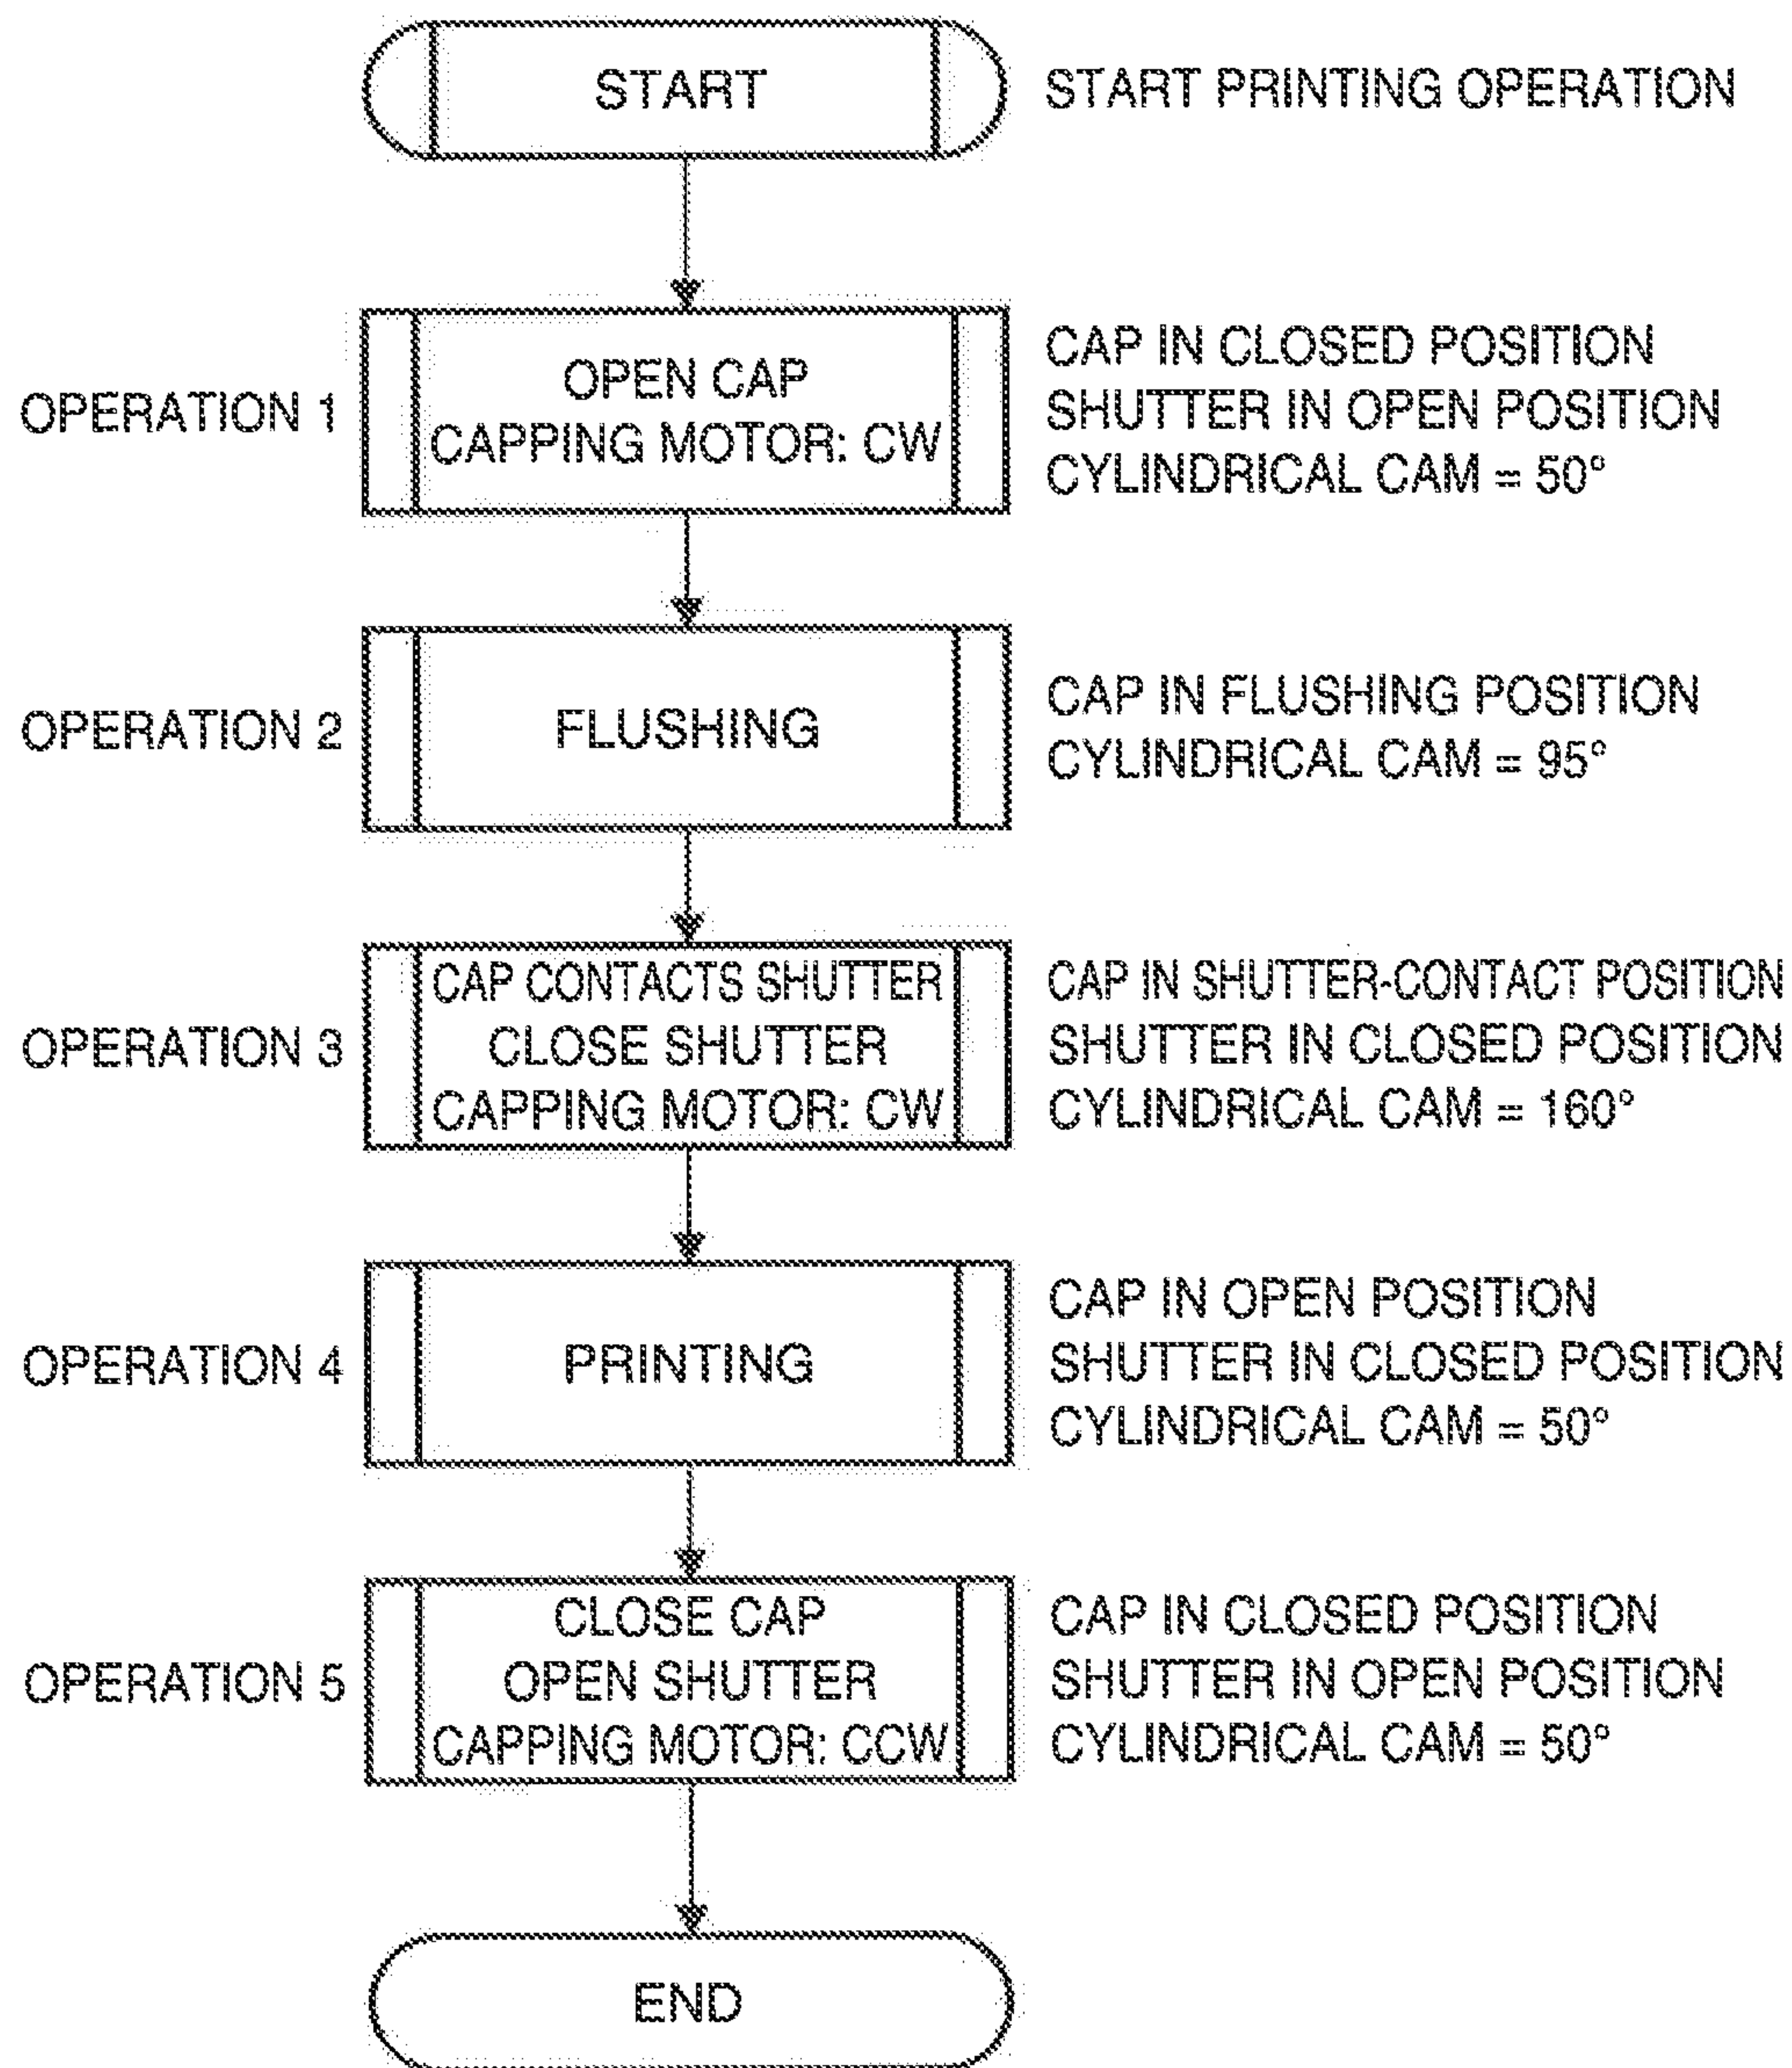 START
START PRINTING OPERATION
OPERATION 1
OPEN CAP
CAPPING MOTOR: CW
CAP IN CLOSED POSITION
SHUTTER IN OPEN POSITION
CYLINDRICAL CAM = 50°
OPERATION 2
FLUSHING
CAP IN FLUSHING POSITION
CYLINDRICAL CAM = 95°
OPERATION 3
CAP CONTACTS SHUTTER
CLOSE SHUTTER
CAPPING MOTOR: CW
CAP IN SHUTTER-CONTACT POSITION
SHUTTER IN CLOSED POSITION
CYLINDRICAL CAM = 160°
OPERATION 4
PRINTING
CAP IN OPEN POSITION
SHUTTER IN CLOSED POSITION
CYLINDRICAL CAM = 50°
OPERATION 5
CLOSE CAP
OPEN SHUTTER
CAPPING MOTOR: CCW
CAP IN CLOSED POSITION
SHUTTER IN OPEN POSITION
CYLINDRICAL CAM = 50°
END